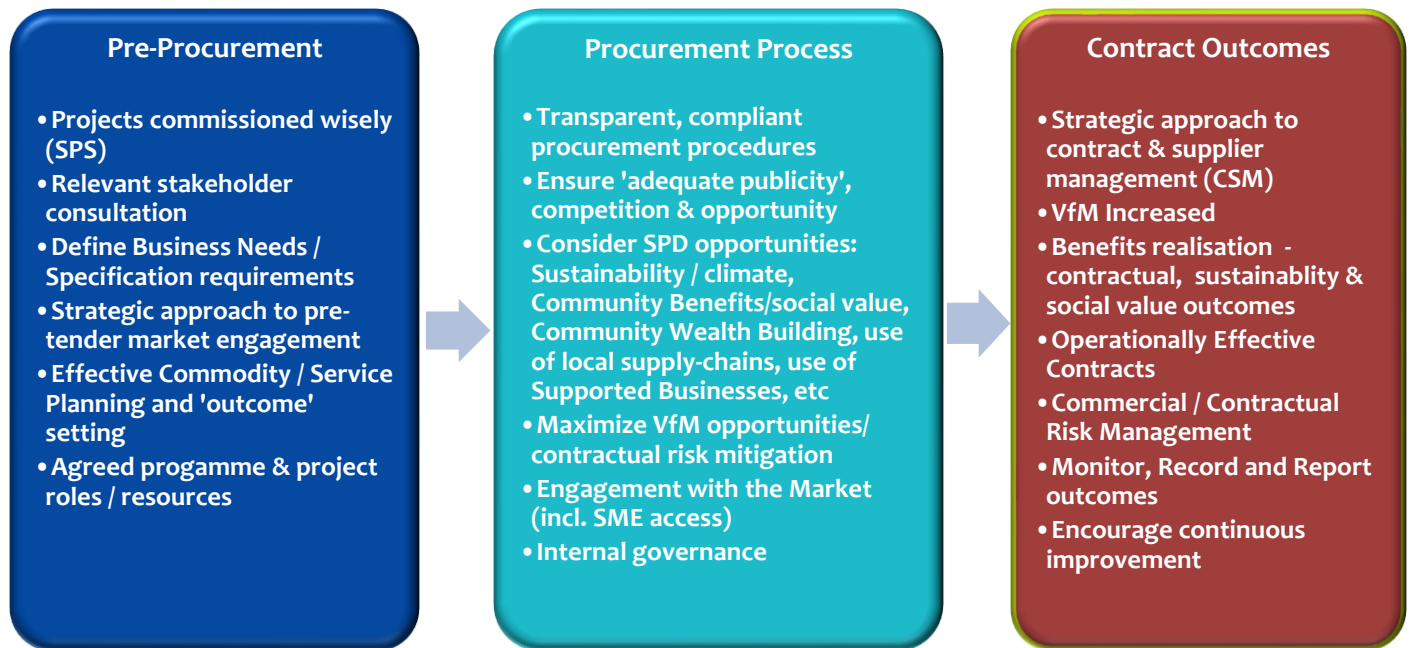 Pre-Procurement
•Projects commissioned wisely
(SPS)
•Relevant stakeholder
consultation
•Define Business Needs /
Specification requirements
•Strategic approach to pre-
tender market engagement
•Effective Commodity / Service
Planning and 'outcome'
setting
•Agreed progamme & project
roles / resources
Procurement Process
•Transparent, compliant
procurement procedures
•Ensure 'adequate publicity',
competition & opportunity
•Consider SPD opportunities:
Sustainability / climate,
Community Benefits/social value,
Community Wealth Building, use
of local supply-chains, use of
Supported Businesses, etc
•Maximize VfM opportunities/
contractual risk mitigation
•Engagement with the Market
(incl. SME access)
•Internal governance
Contract Outcomes
•Strategic approach to
contract & supplier
management (CSM)
•VfM Increased
•Benefits realisation -
contractual, sustainablity &
social value outcomes
•Operationally Effective
Contracts
•Commercial / Contractual
Risk Management
•Monitor, Record and Report
outcomes
•Encourage continuous
improvement